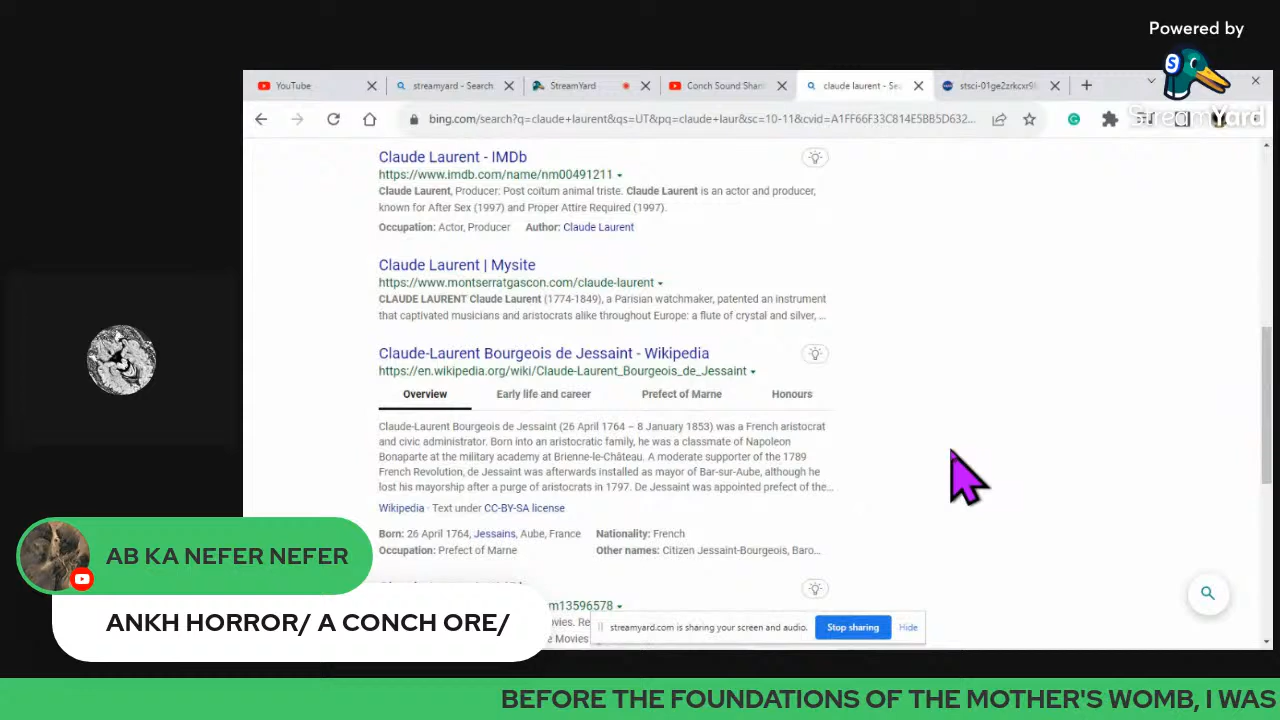 Powered by
StreamYard
YouTube
streamyard - Search
StreamYard
Conch Sound Shan
claude laurent - Sea
stsci-01ge2zrkcxr9
bing.com/search?q=claude+laurent&qs=UT&pq=claude+laur&sc=10-11&cvid=A1FF66F33C814E5BB5D632...
Claude Laurent - IMDb
https://www.imdb.com/name/nm00491211
Claude Laurent, Producer: Post coïtum animal triste. Claude Laurent is an actor and producer,
known for After Sex (1997) and Proper Attire Required (1997).
Occupation: Actor, Producer Author: Claude Laurent
Claude Laurent | Mysite
https://www.montserratgascon.com/claude-laurent
CLAUDE LAURENT Claude Laurent (1774-1849), a Parisian watchmaker, patented an instrument
that captivated musicians and aristocrats alike throughout Europe: a flute of crystal and silver, ...
Claude-Laurent Bourgeois de Jessaint - Wikipedia
https://en.wikipedia.org/wiki/Claude-Laurent_Bourgeois_de_Jessaint
Overview Early life and career Prefect of Marne Honours
Claude-Laurent Bourgeois de Jessaint (26 April 1764 – 8 January 1853) was a French aristocrat
and civic administrator. Born into an aristocratic family, he was a classmate of Napoleon
Bonaparte at the military academy at Brienne-le-Château. A moderate supporter of the 1789
French Revolution, de Jessaint was afterwards installed as mayor of Bar-sur-Aube, although he
lost his mayorship after a purge of aristocrats in 1797. De Jessaint was appointed prefect of the...
Wikipedia · Text under CC-BY-SA license
Born: 26 April 1764, Jessains, Aube, France Nationality: French
Occupation: Prefect of Marne Other names: Citizen Jessaint-Bourgeois, Baro...
m13596578
ovies. Re
e Movies
streamyard.com is sharing your screen and audio. Stop sharing Hide
AB KA NEFER NEFER
ANKH HORROR/ A CONCH ORE/
BEFORE THE FOUNDATIONS OF THE MOTHER'S WOMB, I WAS